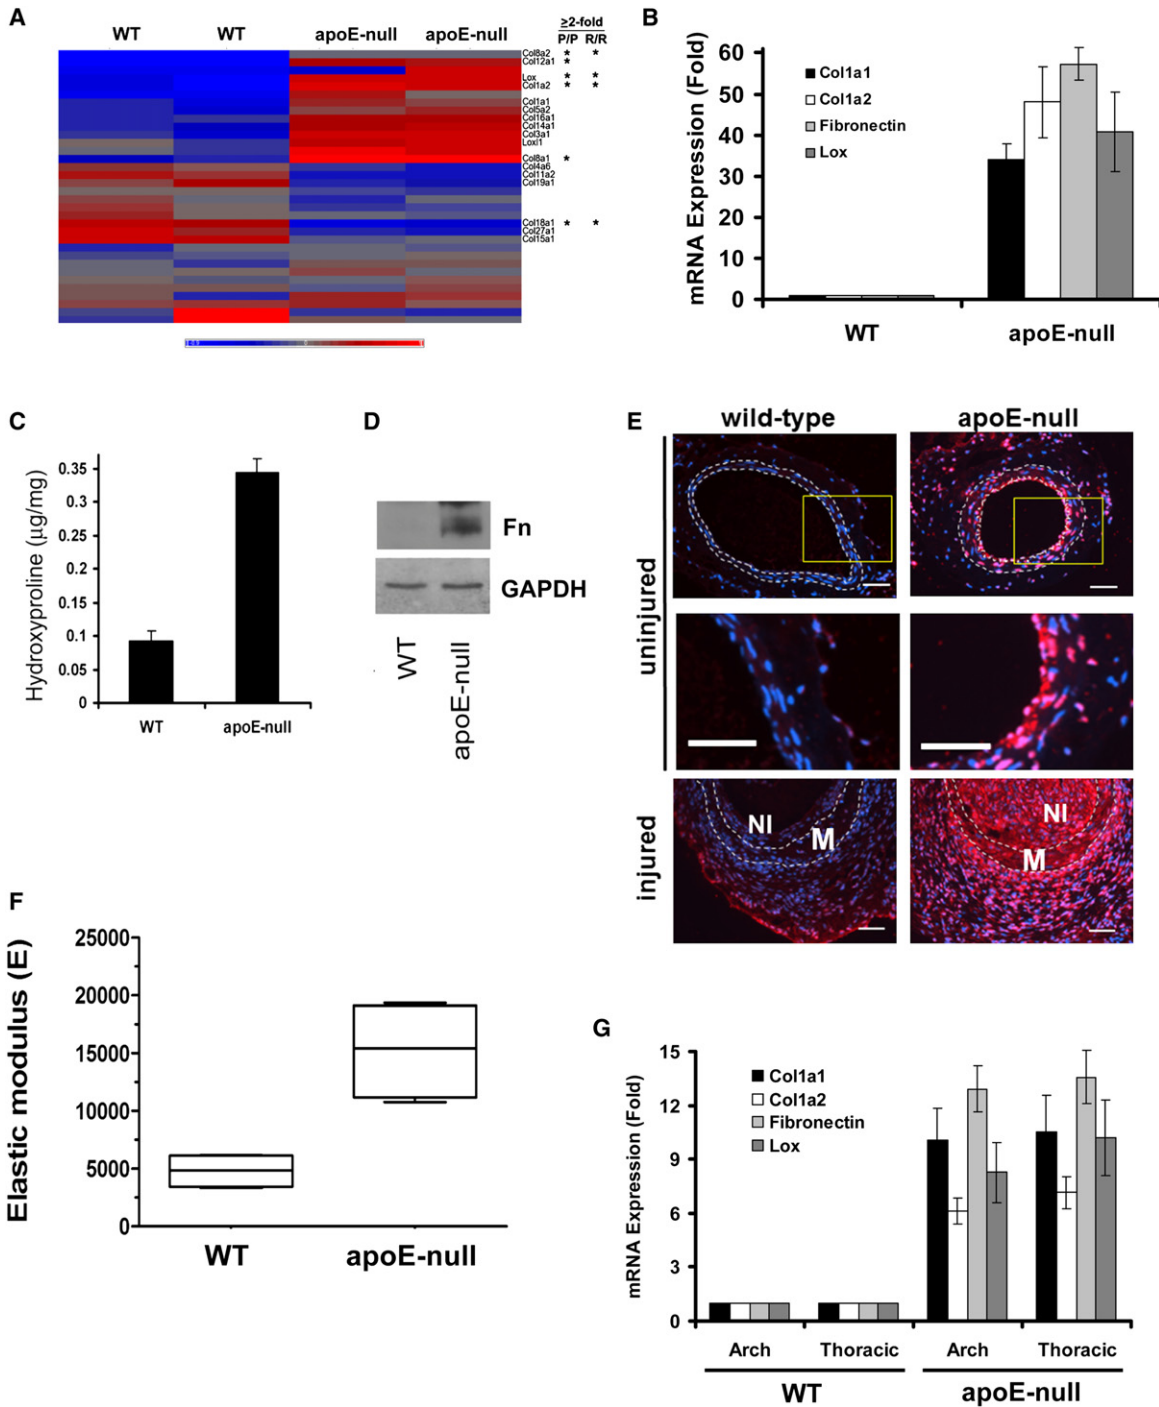 A
WT WT apoE-null apoE-null
≥2-fold
P/P R/R
Col8a2 * *
Col12a1 *
Lox * *
Col1a2 * *
Col1a1
Col5a2
Col16a1
Col14a1
Col3a1
Loxl1
Col8a1 *
Col4a6
Col11a2
Col19a1
Col18a1 * *
Col27a1
Col15a1
B
mRNA Expression (Fold)
60
50
40
30
20
10
0
Col1a1
Col1a2
Fibronectin
Lox
WT apoE-null
C
Hydroxyproline (µg/mg)
0.35
0.3
0.25
0.2
0.15
0.1
0.05
0
WT apoE-null
D
Fn
GAPDH
WT
apoE-null
E
wild-type apoE-null
uninjured
injured
NI
M
NI
M
F
Elastic modulus (E)
25000
20000
15000
10000
5000
0
WT apoE-null
G
mRNA Expression (Fold)
15
12
9
6
3
0
Col1a1
Col1a2
Fibronectin
Lox
Arch Thoracic Arch Thoracic
WT apoE-null